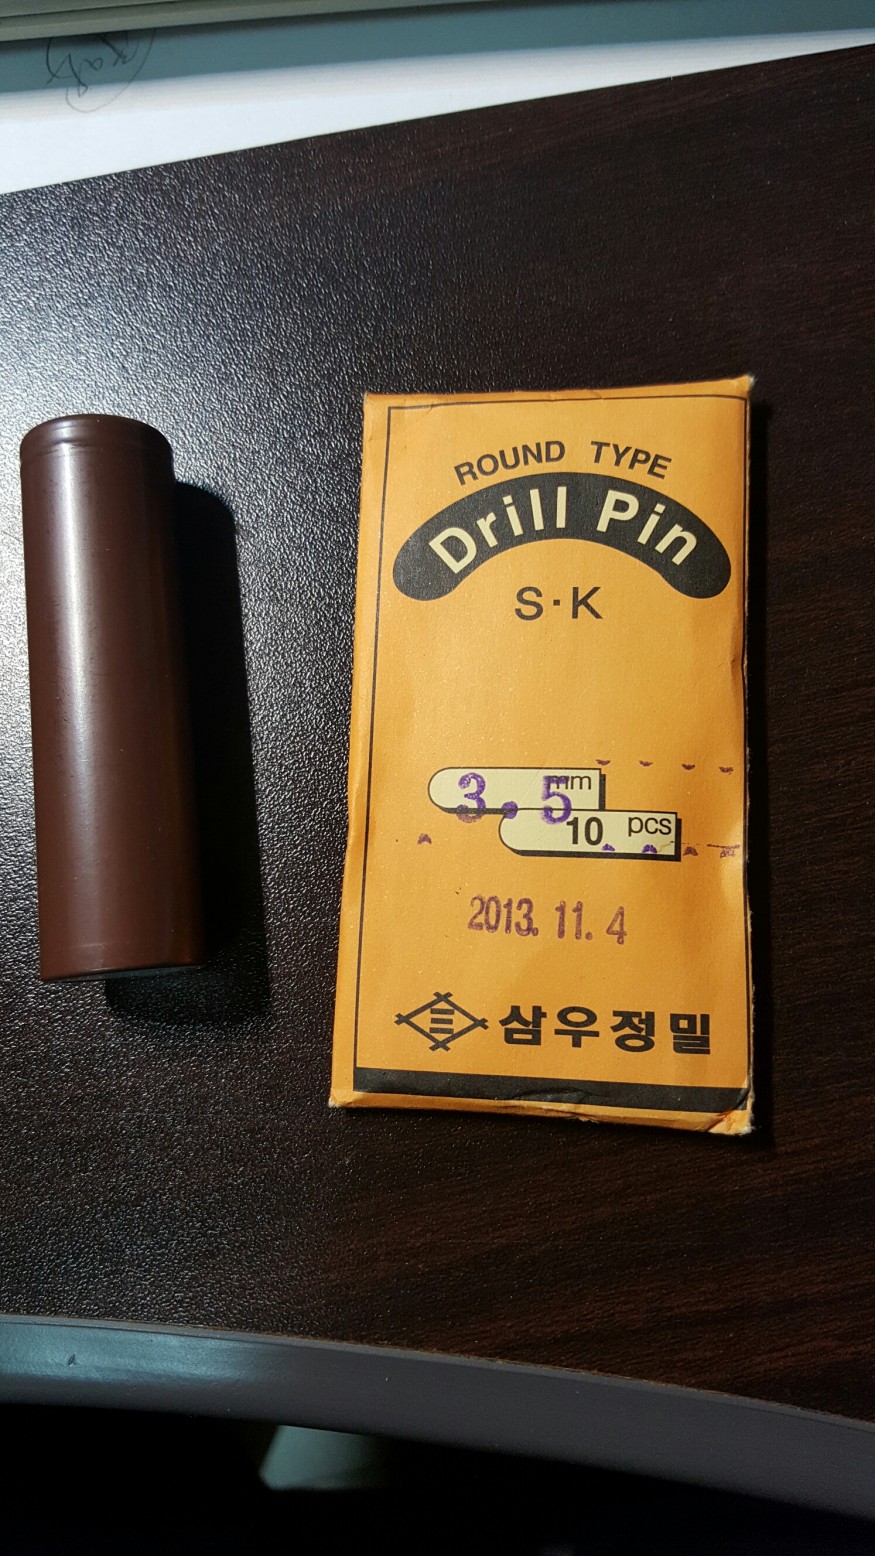 ROUND TYPE
Drill Pin
S·K
3.5 mm
10 pcs
2013. 11. 4
삼우정밀